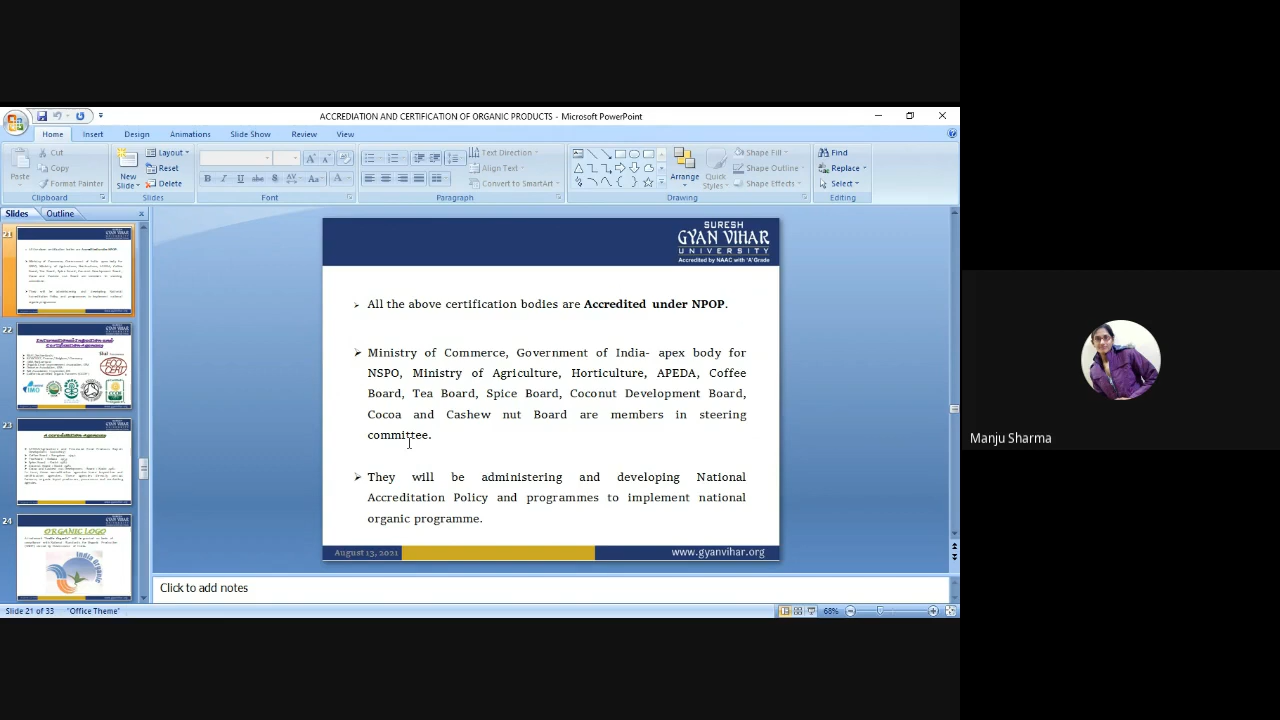 ACCREDIATION AND CERTIFICATION OF ORGANIC PRODUCTS - Microsoft PowerPoint
Home Insert Design Animations Slide Show Review View
Paste
Cut
Copy
Format Painter
Clipboard
New
Slide
Layout
Reset
Delete
Slides
Font
Text Direction
Align Text
Convert to SmartArt
Paragraph
Arrange
Quick
Styles
Shape Fill
Shape Outline
Shape Effects
Drawing
Find
Replace
Select
Editing
Slides Outline
21
22
23
24
ORGANIC LOGO
SURESH
GYAN VIHAR
UNIVERSITY
Accredited by NAAC with 'A' Grade
➢ All the above certification bodies are Accredited under NPOP.
➢ Ministry of Commerce Government of India- apex body for
NSPO, Ministry of Agriculture, Horticulture, APEDA, Coffee
Board, Tea Board, Spice Board, Coconut Development Board,
Cocoa and Cashew nut Board are members in steering
committee.
➢ They will be administering and developing National
Accreditation Policy and programmes to implement national
organic programme.
August 13, 2021
www.gyanvihar.org
Click to add notes
Slide 21 of 33 "Office Theme" 68%
Manju Sharma